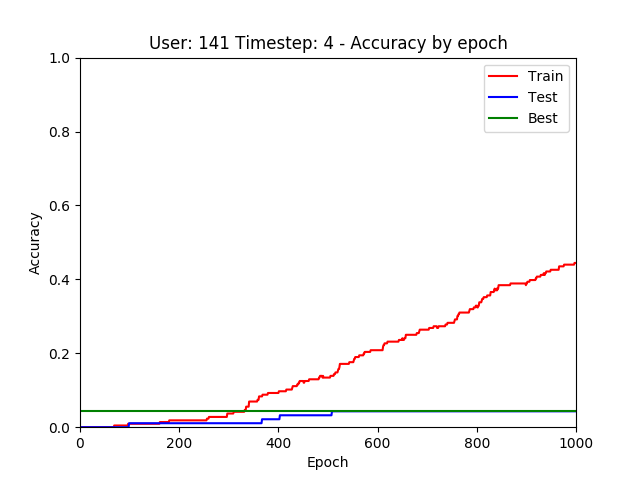 User: 141 Timestep: 4 - Accuracy by epoch
1.0
0.8
0.6
0.4
0.2
0.0
Accuracy
Train
Test
Best
0 200 400 600 800 1000
Epoch